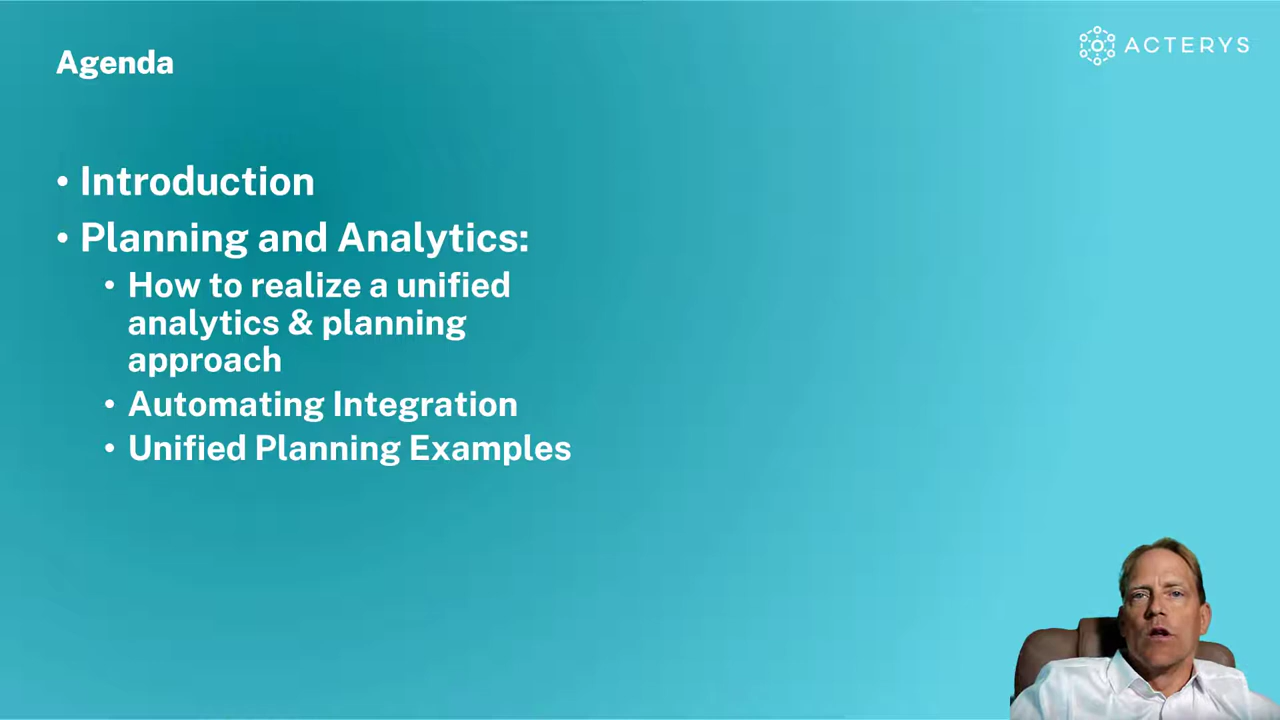 Agenda
ACTERYS
• Introduction
• Planning and Analytics:
• How to realize a unified
analytics & planning
approach
• Automating Integration
• Unified Planning Examples